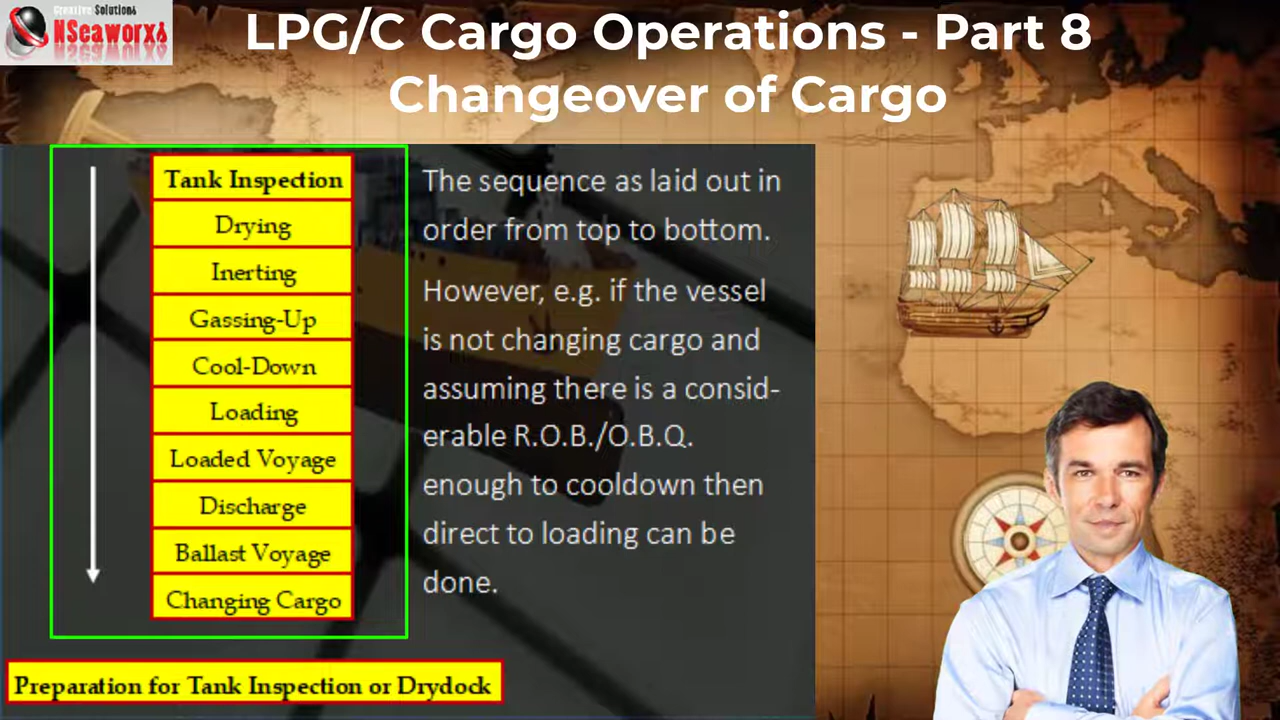 Creative Solutions
NSeaworx
LPG/C Cargo Operations - Part 8
Changeover of Cargo
Tank Inspection
Drying
Inerting
Gassing-Up
Cool-Down
Loading
Loaded Voyage
Discharge
Ballast Voyage
Changing Cargo
Preparation for Tank Inspection or Drydock
The sequence as laid out in
order from top to bottom.
However, e.g. if the vessel
is not changing cargo and
assuming there is a consid-
erable R.O.B./O.B.Q.
enough to cooldown then
direct to loading can be
done.